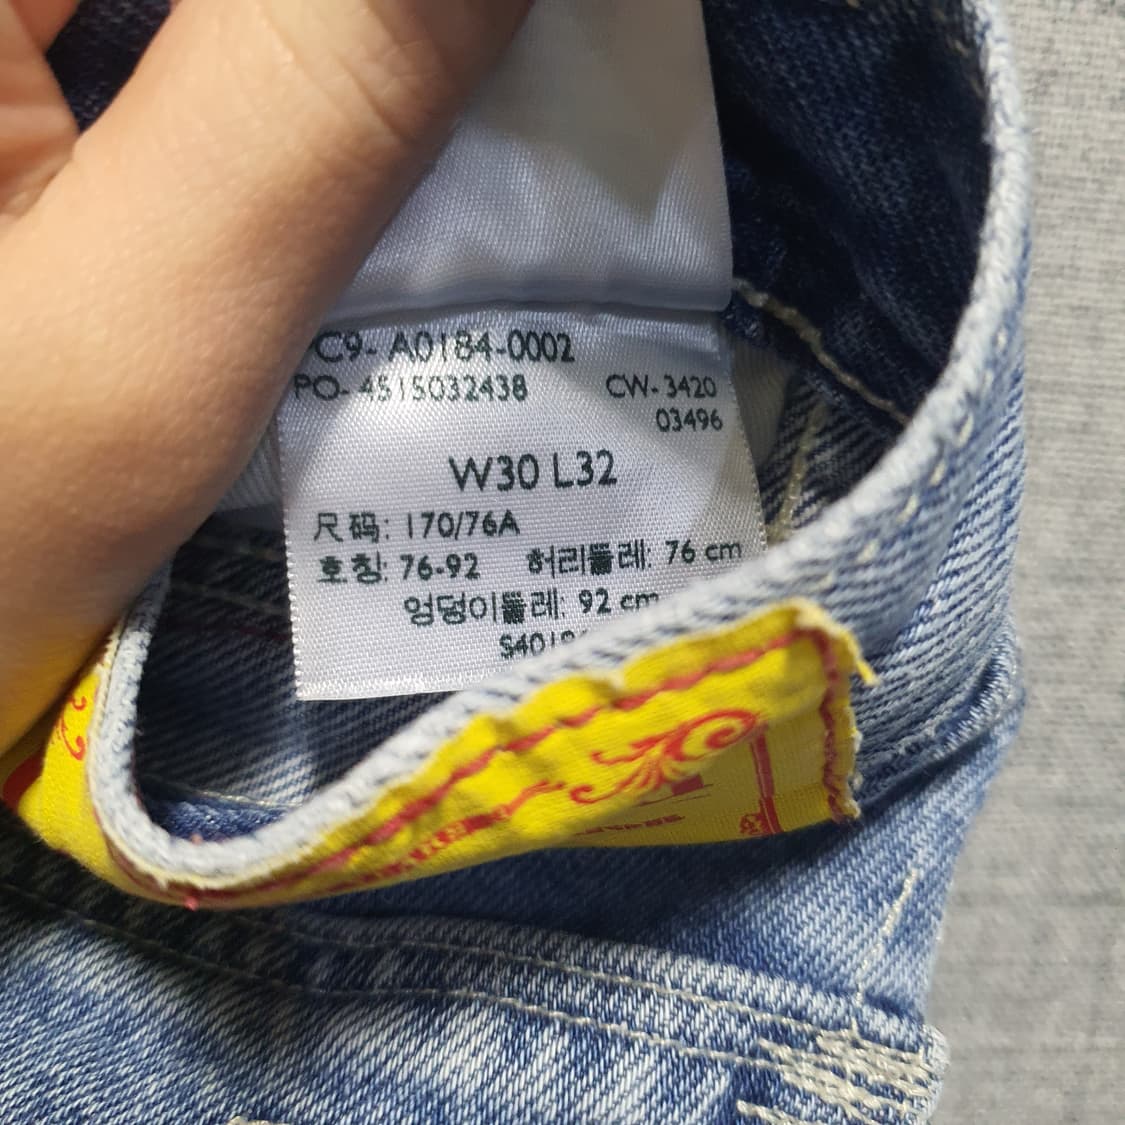 C9- A0184-0002
PO- 4515032438 CW- 3420
03496
W30 L32
尺码: 170/76A
호칭: 76-92 허리둘레: 76 cm
엉덩이둘레: 92 cm